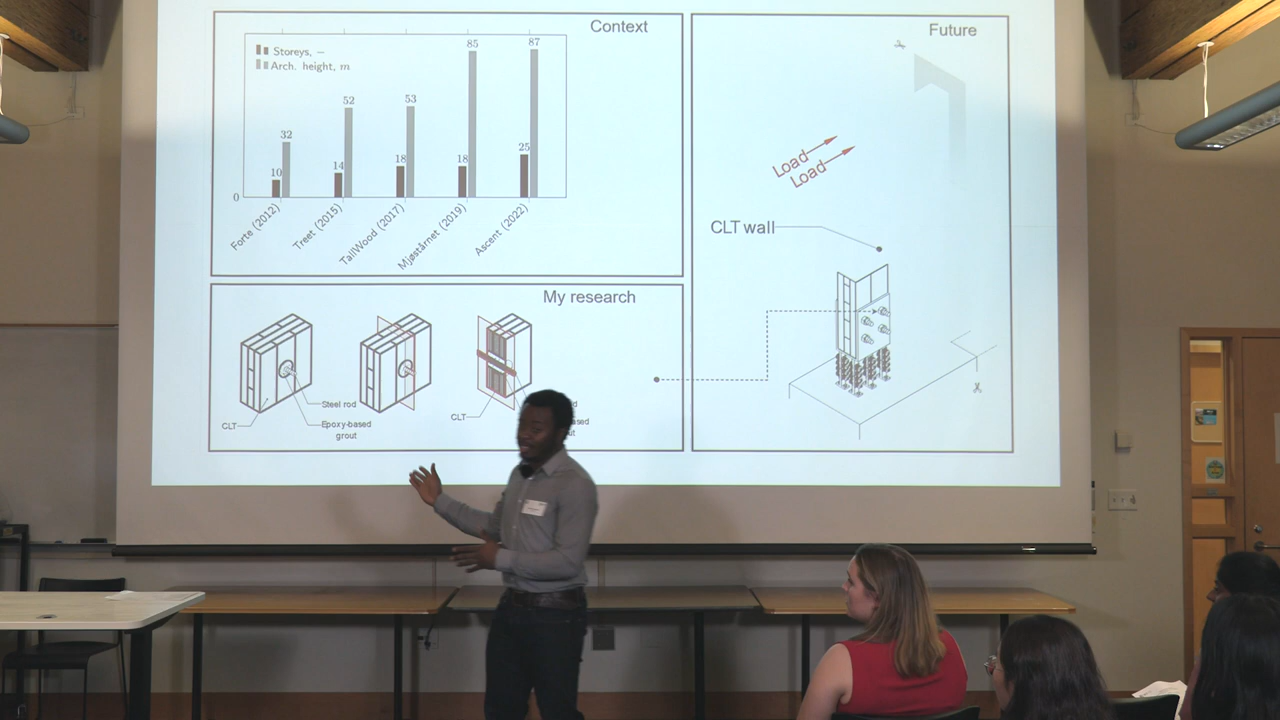 Context
Storeys, −
Arch. height, m
10
32
14
52
18
53
18
85
25
87
0
Forte (2012)
Treet (2015)
TallWood (2017)
Mjøstårnet (2019)
Ascent (2022)
My research
CLT
Steel rod
Epoxy-based
grout
CLT
Future
Load
Load
CLT wall